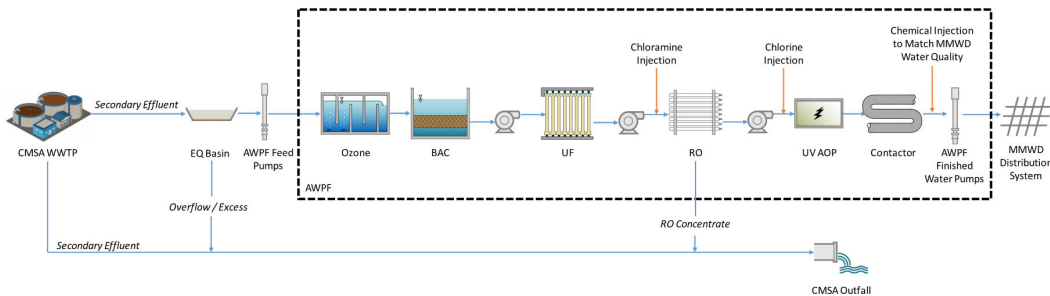 Chemical Injection
to Match MMWD
Water Quality
Chloramine
Injection
Chlorine
Injection
Secondary Effluent
CMSA WWTP
EQ Basin
AWPF Feed
Pumps
Ozone
BAC
UF
RO
UV AOP
Contactor
AWPF
Finished
Water Pumps
MMWD
Distribution
System
AWPF
Overflow / Excess
RO Concentrate
Secondary Effluent
CMSA Outfall